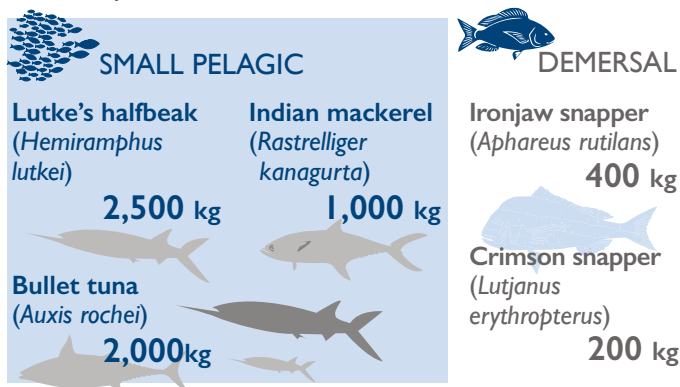 SMALL PELAGIC
Lutke's halfbeak
(Hemiramphus
lutkei)
2,500 kg
Indian mackerel
(Rastrelliger
kanagurta)
1,000 kg
Bullet tuna
(Auxis rochei)
2,000kg
DEMERSAL
Ironjaw snapper
(Aphareus rutilans)
400 kg
Crimson snapper
(Lutjanus
erythropterus)
200 kg